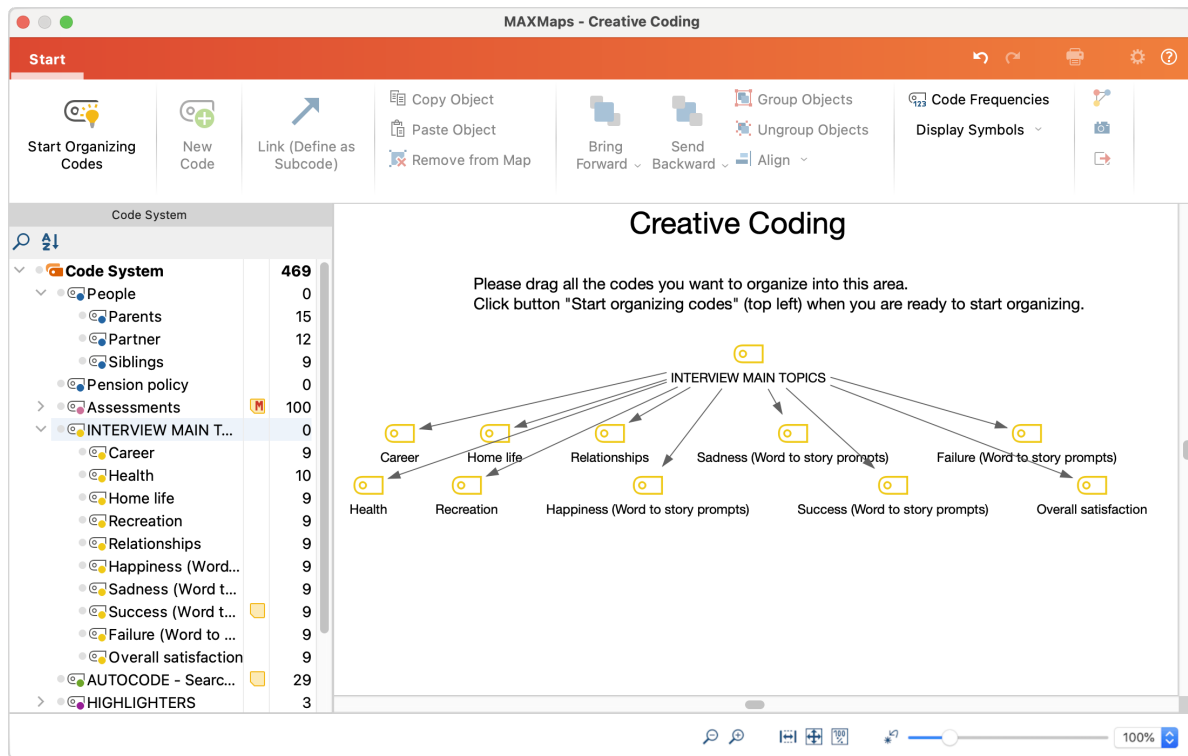 MAXMaps - Creative Coding
Start
Start Organizing
Codes
New
Code
Link (Define as
Subcode)
Copy Object
Paste Object
Remove from Map
Bring
Forward
Send
Backward
Group Objects
Ungroup Objects
Align
123
Code Frequencies
Display Symbols
Code System
Code System 469
People 0
Parents 15
Partner 12
Siblings 9
Pension policy 0
Assessments M 100
INTERVIEW MAIN T... 0
Career 9
Health 10
Home life 9
Recreation 9
Relationships 9
Happiness (Word... 9
Sadness (Word t... 9
Success (Word t... 9
Failure (Word to ... 9
Overall satisfaction 9
AUTOCODE - Searc... 29
HIGHLIGHTERS 3
Creative Coding
Please drag all the codes you want to organize into this area.
Click button "Start organizing codes" (top left) when you are ready to start organizing.
INTERVIEW MAIN TOPICS
Career Home life Relationships Sadness (Word to story prompts) Failure (Word to story prompts)
Health Recreation Happiness (Word to story prompts) Success (Word to story prompts) Overall satisfaction
100%